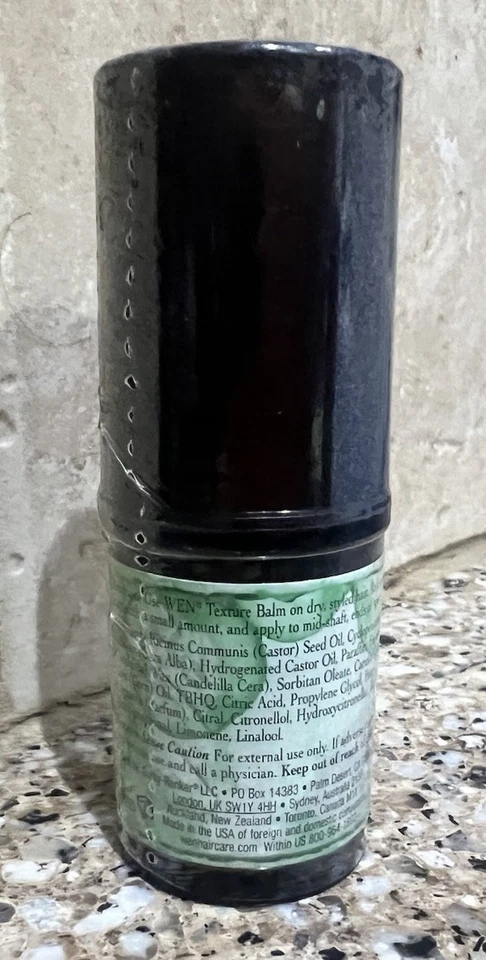 Use WEN® Texture Balm on dry, styled
a small amount, and apply to mid-shaft, ends
Communis (Castor) Seed Oil,
Alba), Hydrogenated Castor Oil,
(Candelilla Cera), Sorbitan Oleate,
Oil, TBHQ, Citric Acid, Propylene Glycol,
Citral, Citronellol,
Limonene, Linalool.
Caution For external use only. If
and call a physician. Keep out of reach
LLC • PO Box 14383 • Palm Desert,
London, UK SW1Y 4HH • Sydney, Australia
Auckland, New Zealand • Toronto, Canada
Made in the USA of foreign and domestic
wenhaircare.com Within US 800-964